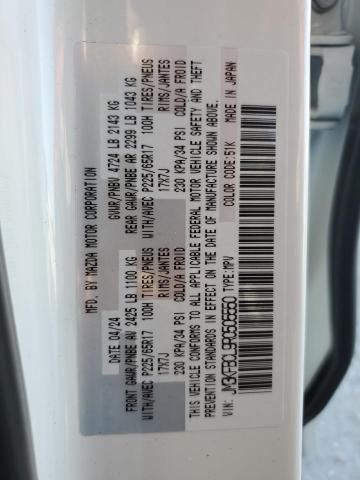 MFD. BY MAZDA MOTOR CORPORATION
DATE 04/24 GVWR/PNBV 4724 LB 2143 KG
FRONT GAWR/PNBE AV 2425 LB 1100 KG REAR GAWR/PNBE AR 2299 LB 1043 KG
WITH/AVEC P225/65R17 100H TIRES/PNEUS WITH/AVEC P225/65R17 100H TIRES/PNEUS
17X7J RIMS/JANTES 17X7J RIMS/JANTES
230 KPA/34 PSI COLD/A FROID 230 KPA/34 PSI COLD/A FROID
THIS VEHICLE CONFORMS TO ALL APPLICABLE FEDERAL MOTOR VEHICLE SAFETY AND THEFT
PREVENTION STANDARDS IN EFFECT ON THE DATE OF MANUFACTURE SHOWN ABOVE.
VIN: TYPE: MPV COLOR CODE: 51K MADE IN JAPAN